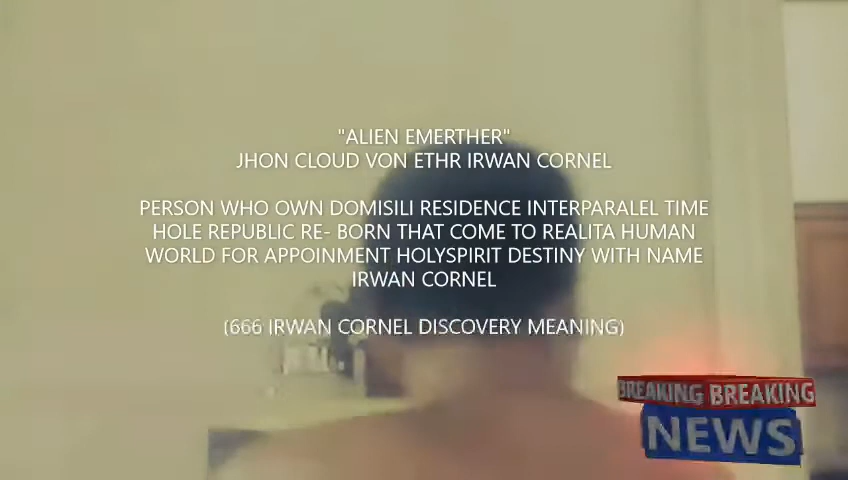 "ALIEN EMERTHER"
JHON CLOUD VON ETHR IRWAN CORNEL
PERSON WHO OWN DOMISILI RESIDENCE INTERPARALEL TIME
HOLE REPUBLIC RE- BORN THAT COME TO REALITA HUMAN
WORLD FOR APPOINMENT HOLYSPIRIT DESTINY WITH NAME
IRWAN CORNEL
(666 IRWAN CORNEL DISCOVERY MEANING)
BREAKING BREAKING
NEWS